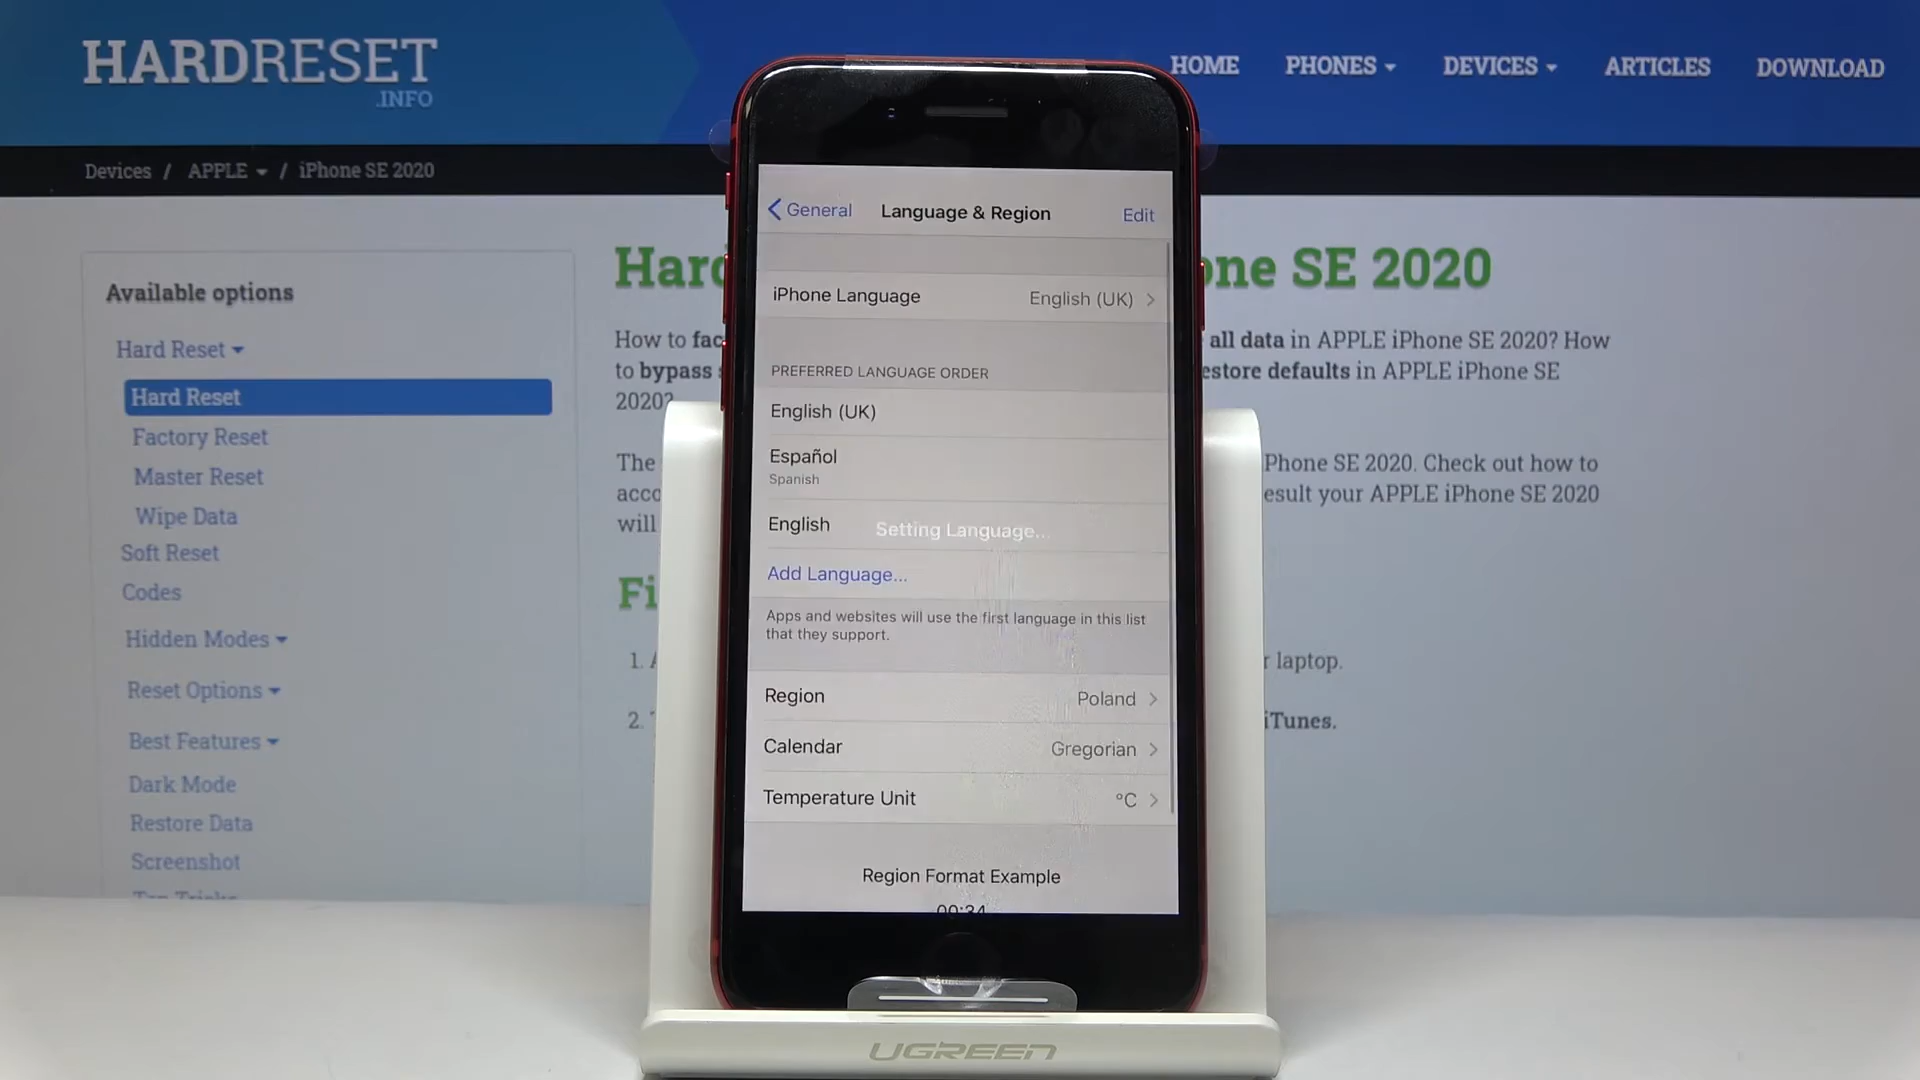 HARDRESET
.INFO
HOME PHONES DEVICES ARTICLES DOWNLOAD
Devices / APPLE / iPhone SE 2020
Available options
Hard Reset
Hard Reset
Factory Reset
Master Reset
Wipe Data
Soft Reset
Codes
Hidden Modes
Reset Options
Best Features
Dark Mode
Restore Data
Screenshot
SE 2020
How to
all data in APPLE iPhone SE 2020? How
to bypass
in APPLE iPhone SE
2020?
The
Phone SE 2020. Check out how to
your APPLE iPhone SE 2020
will
1.
laptop.
2.
iTunes.
General Language & Region Edit
iPhone Language English (UK)
PREFERRED LANGUAGE ORDER
English (UK)
Español
Spanish
English
Setting Language...
Add Language...
Apps and websites will use the first language in this list
that they support.
Region Poland
Calendar Gregorian
Temperature Unit °C
Region Format Example
00:34
UGREEN